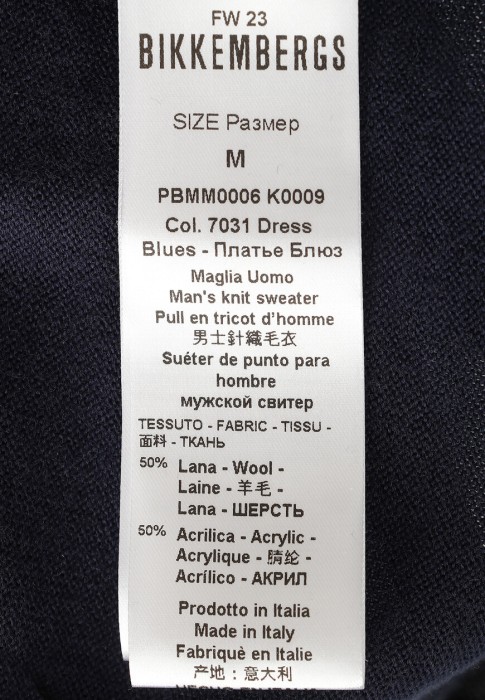 FW 23
BIKKEMBERGS
SIZE Размер
M
PBMM0006 K0009
Col. 7031 Dress
Blues - Платье Блюз
Maglia Uomo
Man's knit sweater
Pull en tricot d'homme
男士針織毛衣
Suéter de punto para
hombre
мужской свитер
TESSUTO - FABRIC - TISSU -
面料 - ТКАНЬ
50% Lana - Wool -
Laine - 羊毛 -
Lana - ШЕРСТЬ
50% Acrilica - Acrylic -
Acrylique - 腈纶 -
Acrílico - АКРИЛ
Prodotto in Italia
Made in Italy
Fabriquè en Italie
产地：意大利